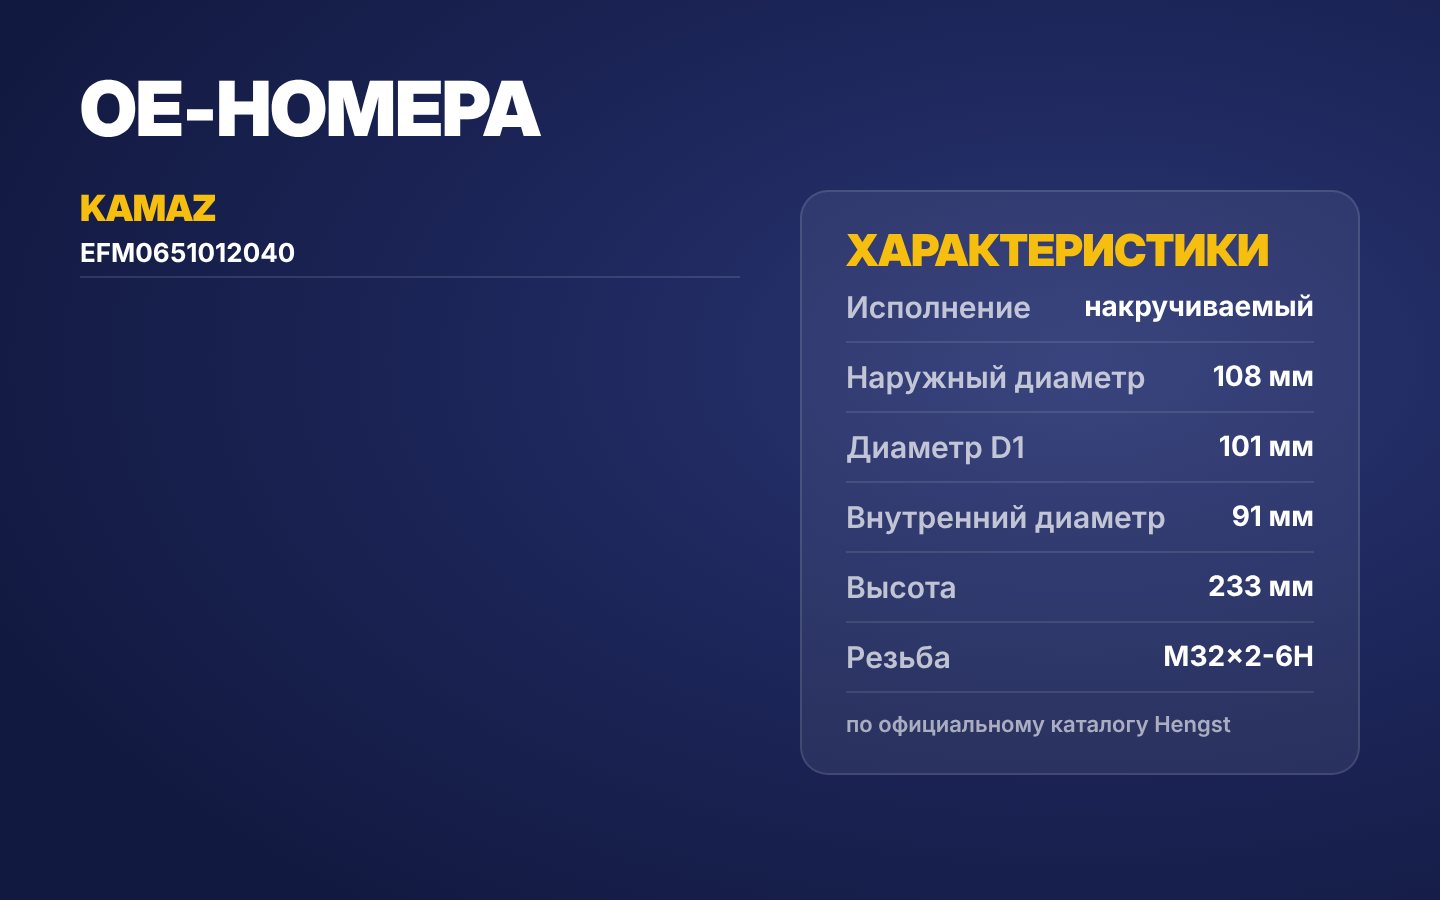 OE-НОМЕРА
KAMAZ
EFM0651012040
ХАРАКТЕРИСТИКИ
Исполнение накручиваемый
Наружный диаметр 108 мм
Диаметр D1 101 мм
Внутренний диаметр 91 мм
Высота 233 мм
Резьба M32×2-6H
по официальному каталогу Hengst